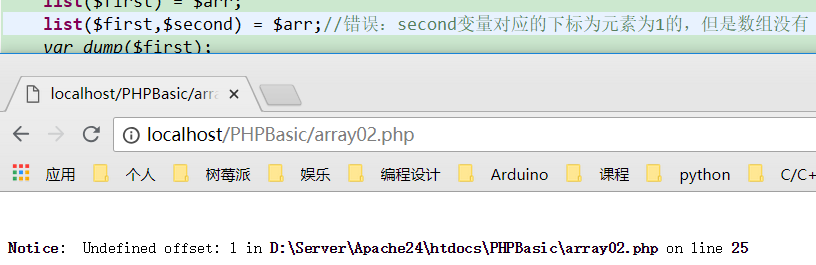 list($first) = $arr;
list($first,$second) = $arr;//错误：second变量对应的下标为元素为1的，但是数组没有
var_dump($first);
localhost/PHPBasic/arra
localhost/PHPBasic/array02.php
应用 个人 树莓派 娱乐 编程设计 Arduino 课程 python C/C+
Notice: Undefined offset: 1 in D:\Server\Apache24\htdocs\PHPBasic\array02.php on line 25